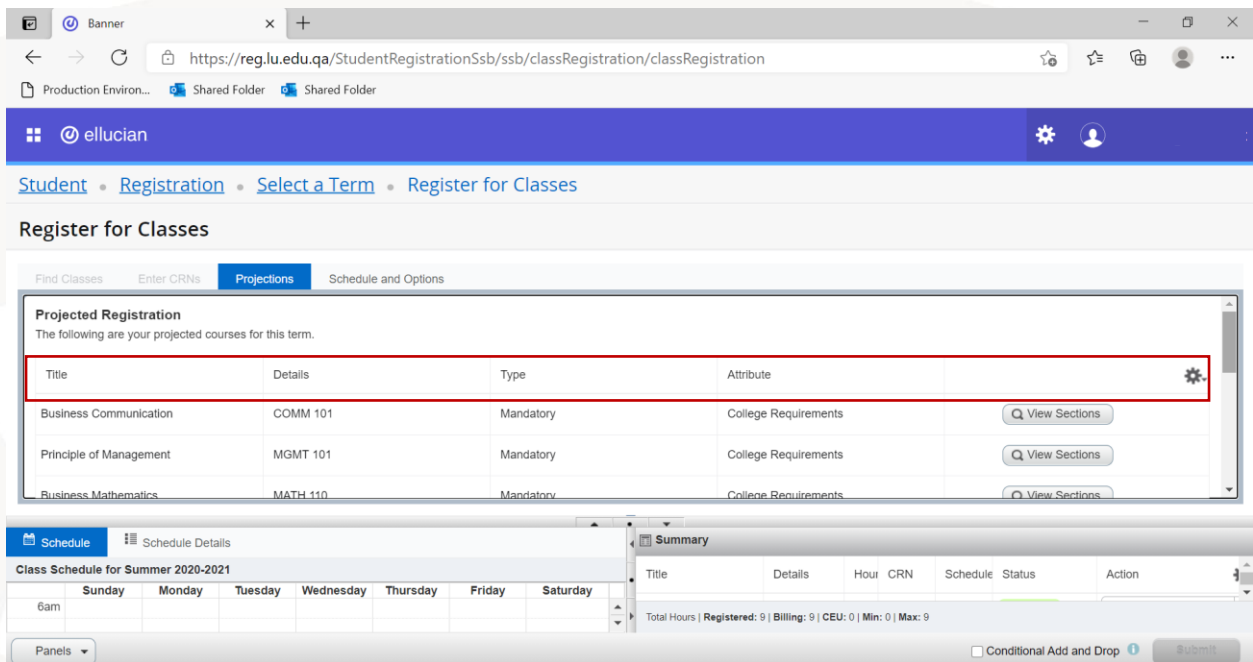 Banner
https://reg.lu.edu.qa/StudentRegistrationSsb/ssb/classRegistration/classRegistration
Production Environ... Shared Folder Shared Folder
ellucian
Student • Registration • Select a Term • Register for Classes
Register for Classes
Find Classes Enter CRNs Projections Schedule and Options
Projected Registration
The following are your projected courses for this term.
Title Details Type Attribute
Business Communication COMM 101 Mandatory College Requirements View Sections
Principle of Management MGMT 101 Mandatory College Requirements View Sections
Business Mathematics MATH 110 Mandatory College Requirements View Sections
Schedule Schedule Details
Class Schedule for Summer 2020-2021
Sunday Monday Tuesday Wednesday Thursday Friday Saturday
6am
Summary
Title Details Hour CRN Schedule Status Action
Total Hours | Registered: 9 | Billing: 9 | CEU: 0 | Min: 0 | Max: 9
Panels Conditional Add and Drop Submit